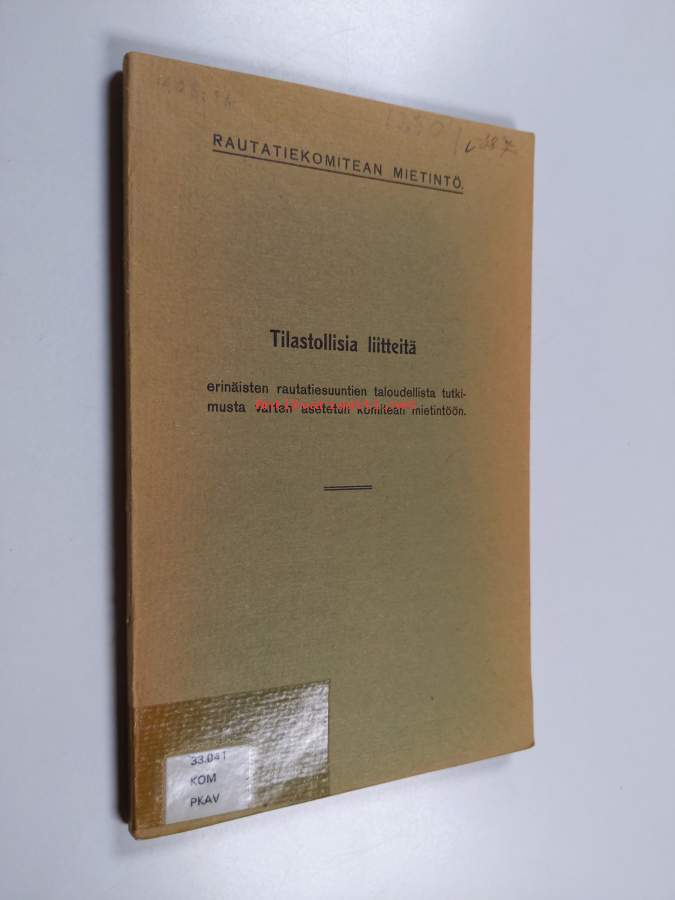 RAUTATIEKOMITEAN MIETINTÖ.
Tilastollisia liitteitä
erinäisten rautatiesuuntien taloudellista tutki-
musta varten asetetun komitean mietintöön.
33.041
KOM
PKAV